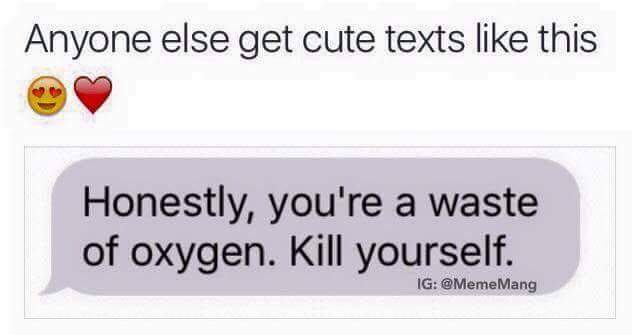 Anyone else get cute texts like this
😍❤️
Honestly, you're a waste
of oxygen. Kill yourself.
IG: @MemeMang